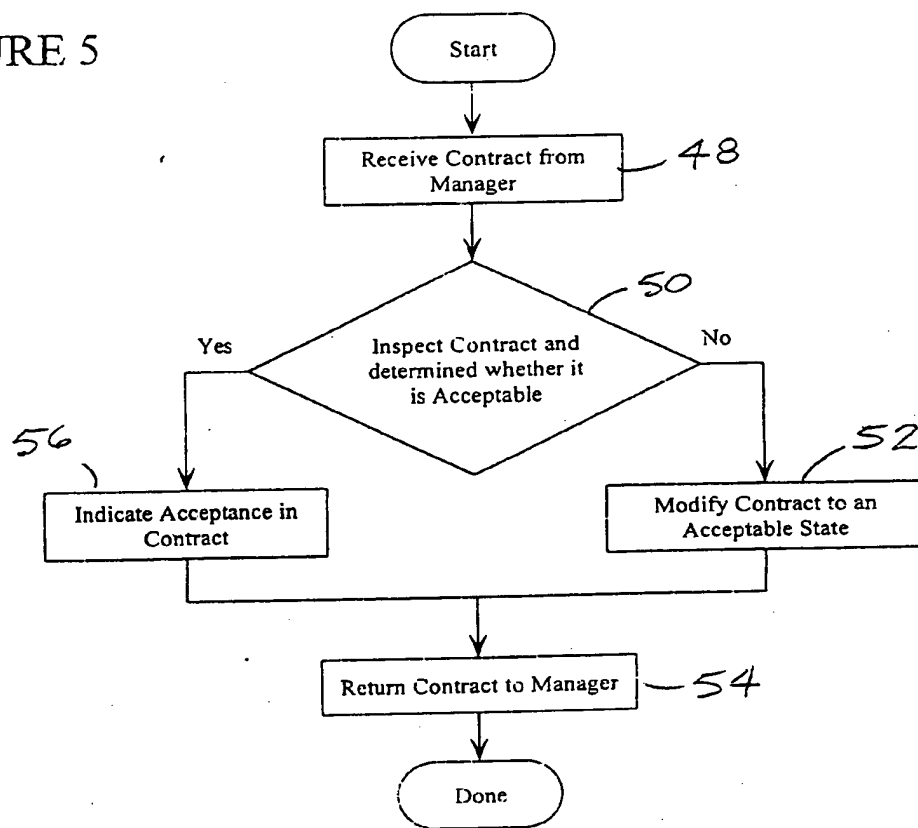 URE 5
Start
Receive Contract from
Manager
48
Inspect Contract and
determined whether it
is Acceptable
50
Yes
No
56
Indicate Acceptance in
Contract
52
Modify Contract to an
Acceptable State
Return Contract to Manager
54
Done